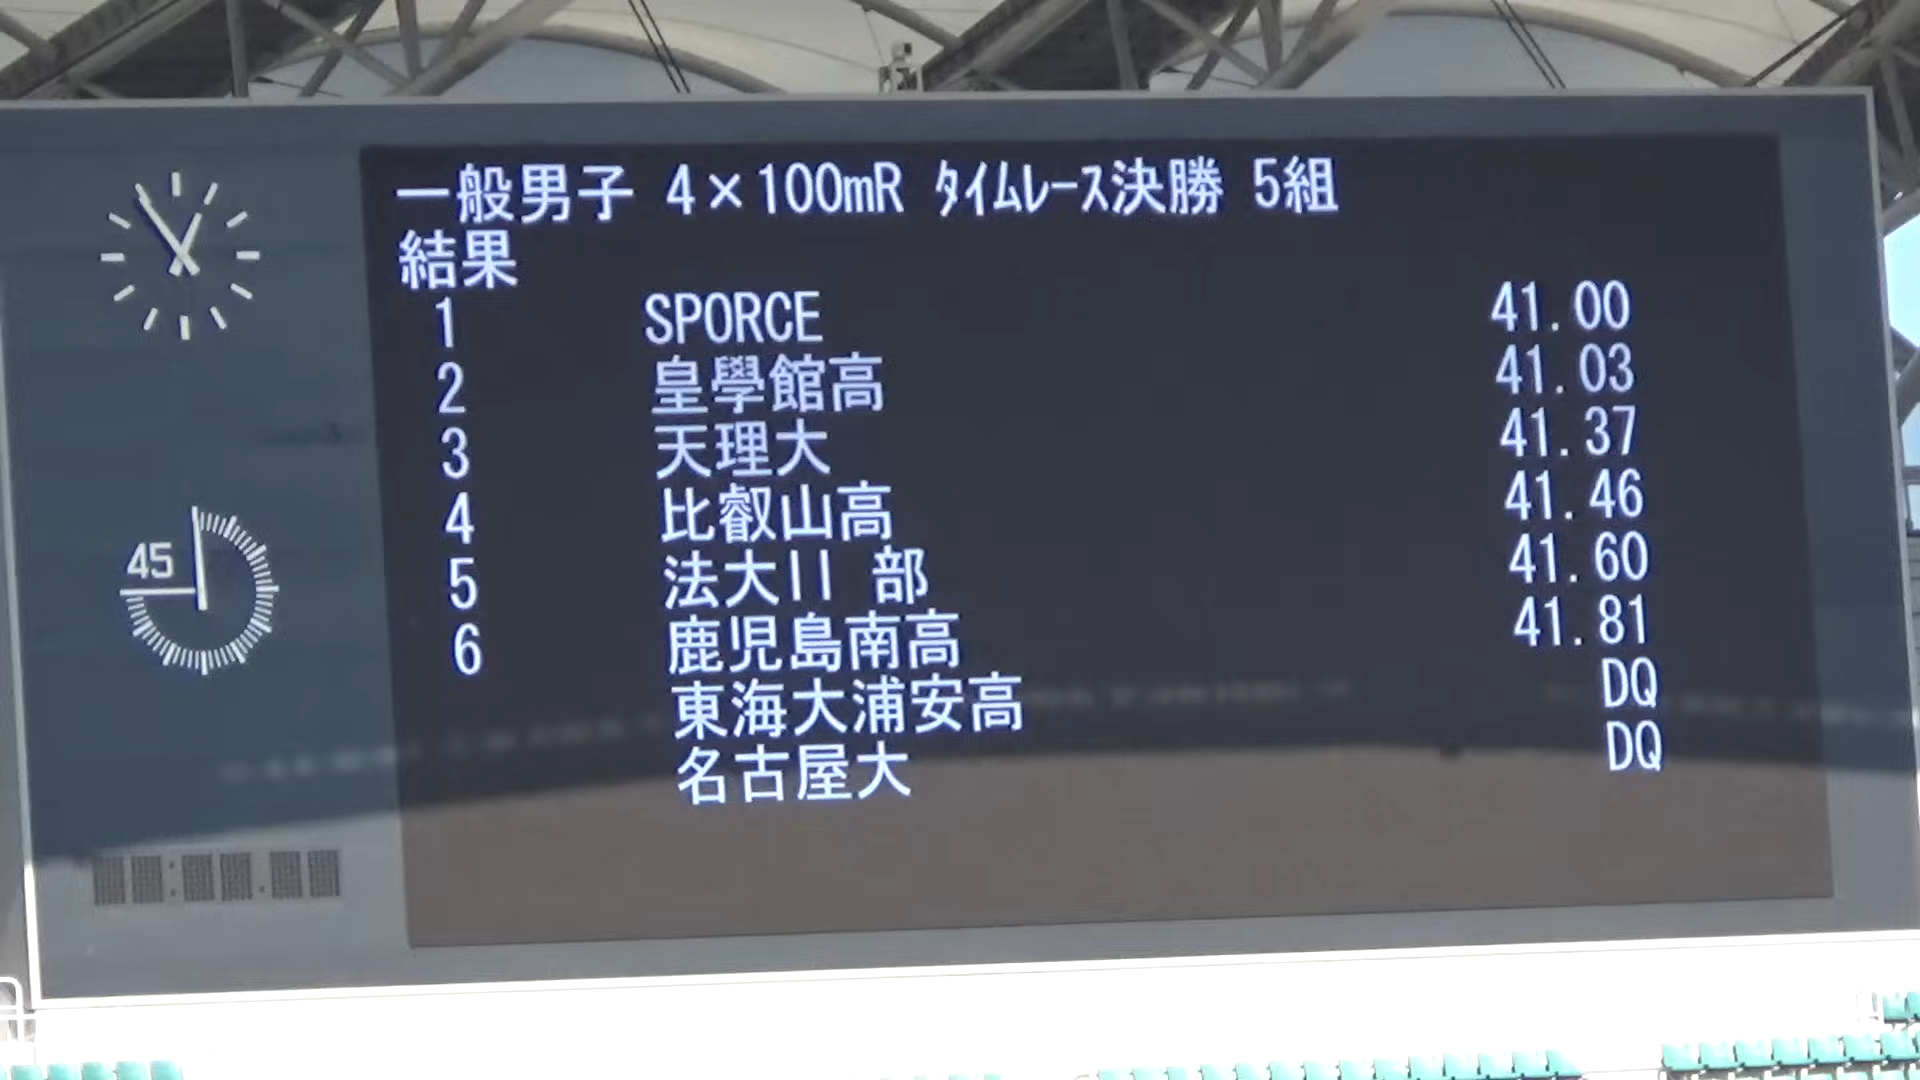 一般男子 4×100mR ﾀｲﾑﾚｰｽ決勝 5組
結果
1 SPORCE 41.00
2 皇學館高 41.03
3 天理大 41.37
4 比叡山高 41.46
5 法大II 部 41.60
6 鹿児島南高 41.81
東海大浦安高 DQ
名古屋大 DQ
45